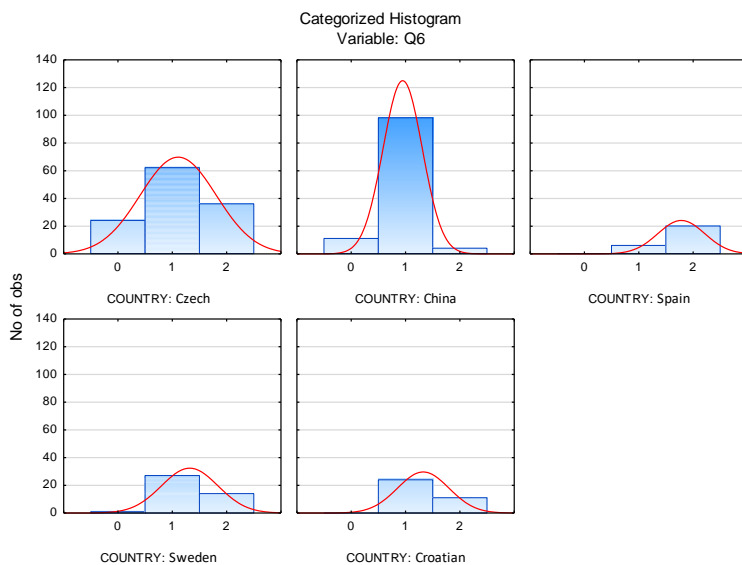 Categorized Histogram
Variable: Q6
No of obs
140
120
100
80
60
40
20
0
0 1 2
COUNTRY: Czech
0 1 2
COUNTRY: China
0 1 2
COUNTRY: Spain
140
120
100
80
60
40
20
0
0 1 2
COUNTRY: Sweden
0 1 2
COUNTRY: Croatian